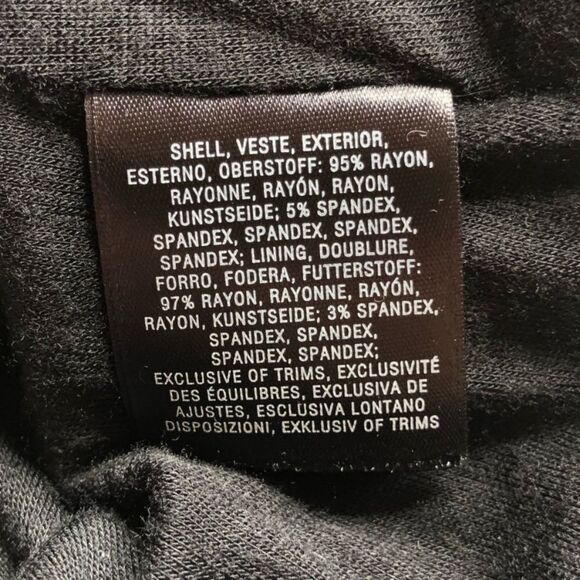 SHELL, VESTE, EXTERIOR,
ESTERNO, OBERSTOFF: 95% RAYON,
RAYONNE, RAYÓN, RAYON,
KUNSTSEIDE; 5% SPANDEX,
SPANDEX, SPANDEX, SPANDEX,
SPANDEX; LINING, DOUBLURE,
FORRO, FODERA, FUTTERSTOFF:
97% RAYON, RAYONNE, RAYÓN,
RAYON, KUNSTSEIDE; 3% SPANDEX,
SPANDEX, SPANDEX,
SPANDEX, SPANDEX;
EXCLUSIVE OF TRIMS, EXCLUSIVITÉ
DES ÉQUILIBRES, EXCLUSIVA DE
AJUSTES, ESCLUSIVA LONTANO
DISPOSIZIONI, EXKLUSIV OF TRIMS